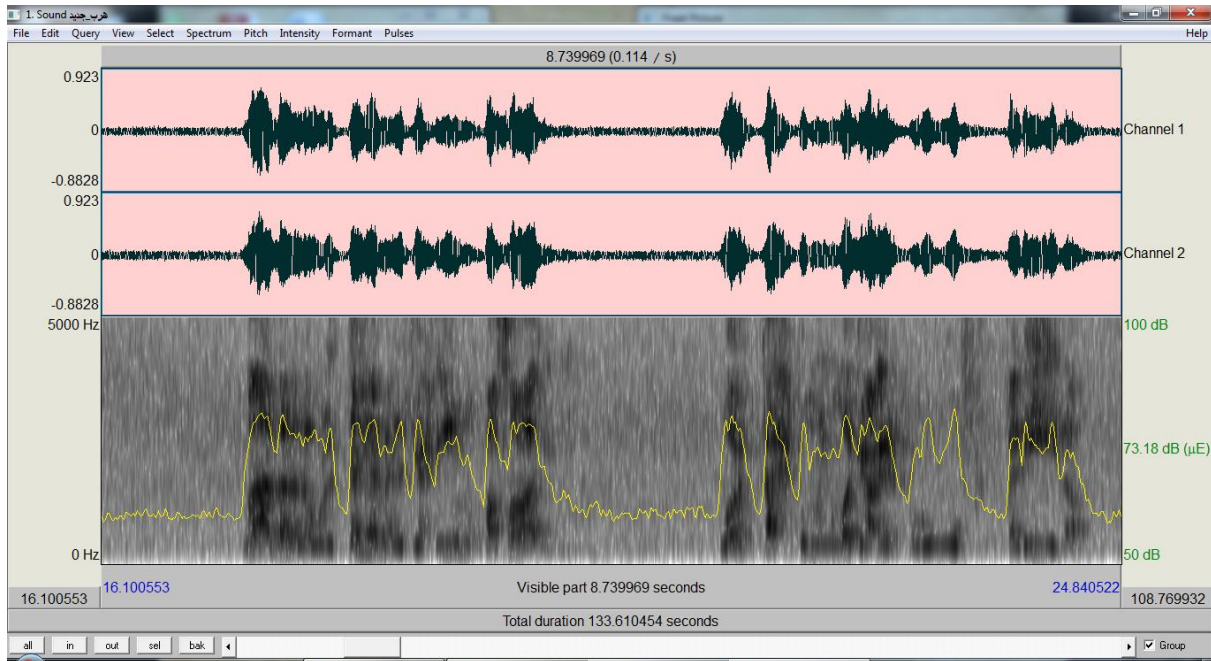 1. Sound هرب_جنيد
File Edit Query View Select Spectrum Pitch Intensity Formant Pulses Help
8.739969 (0.114 / s)
0.923
0
-0.8828
Channel 1
0.923
0
-0.8828
Channel 2
5000 Hz
100 dB
73.18 dB (µE)
0 Hz
50 dB
16.100553
16.100553
Visible part 8.739969 seconds
24.840522
108.769932
Total duration 133.610454 seconds
all in out sel bak Group